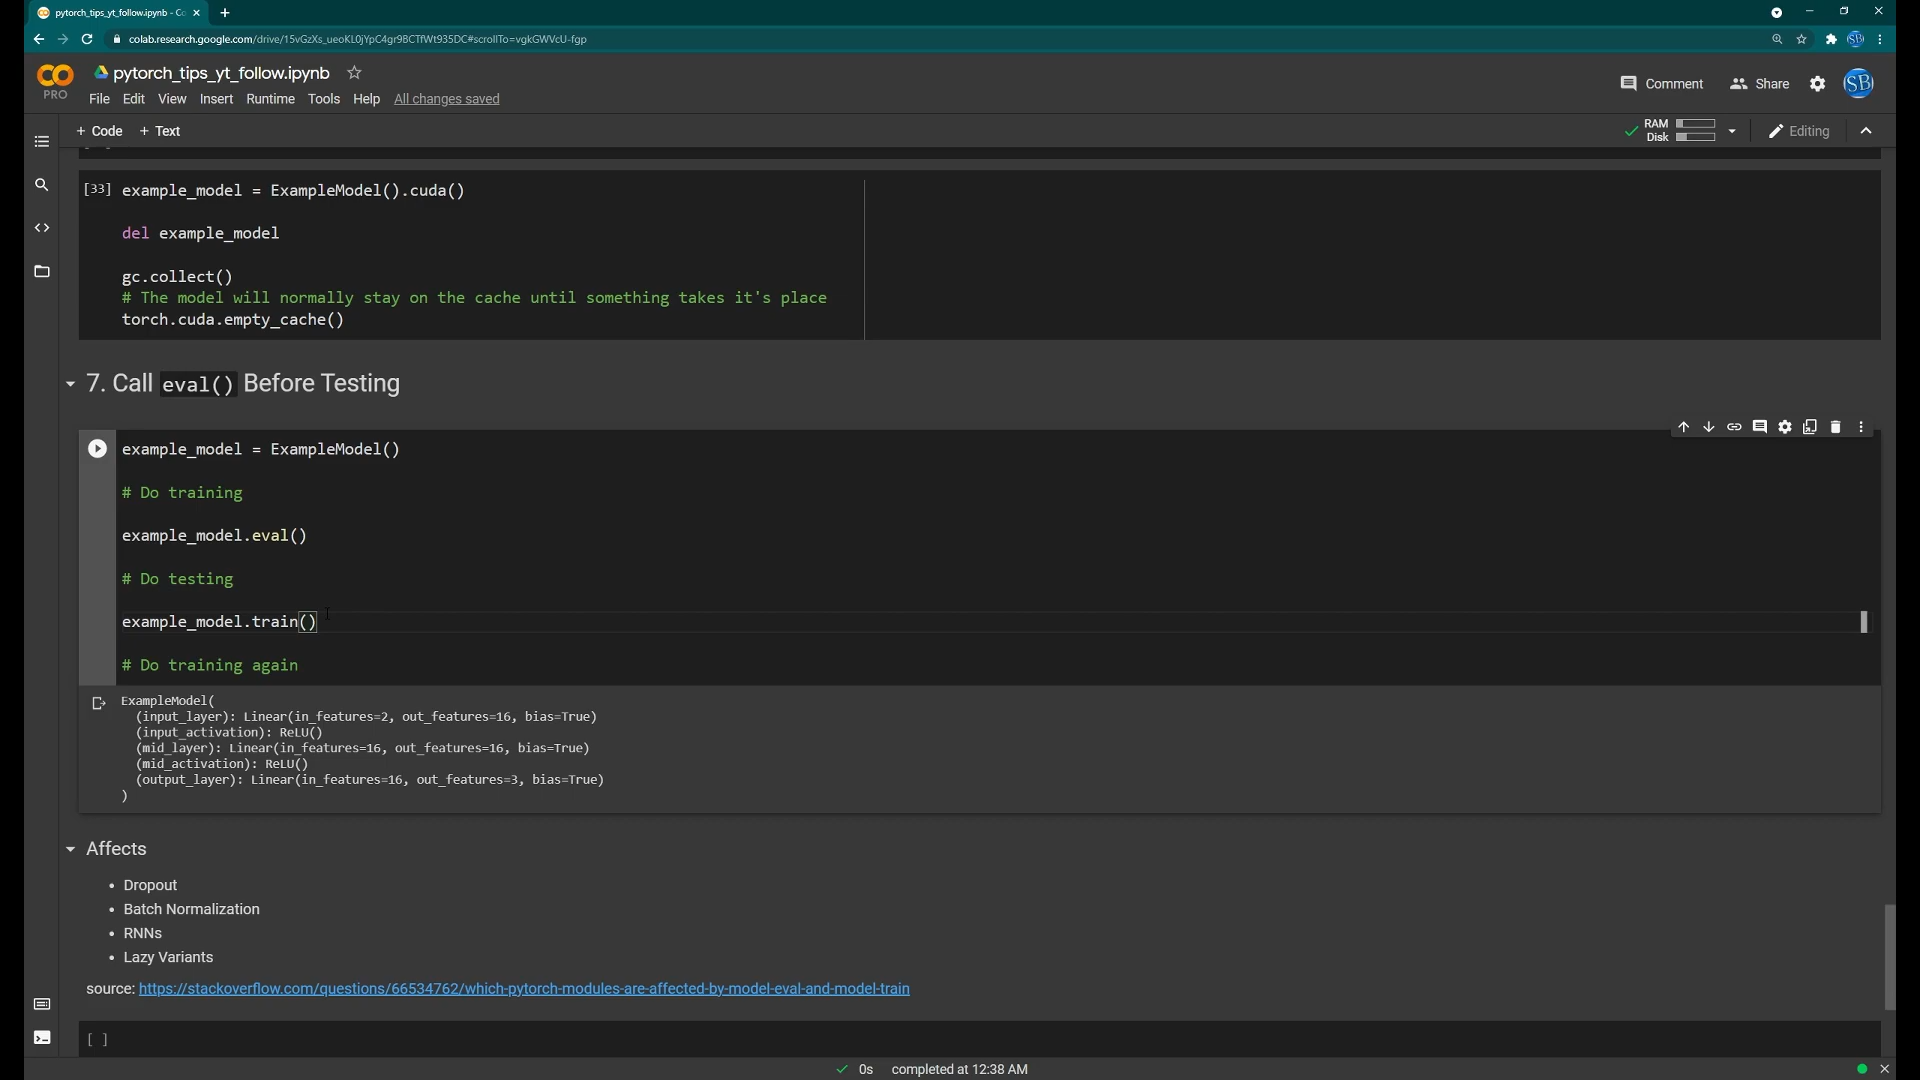 pytorch_tips_yt_follow.ipynb - Co
colab.research.google.com/drive/15vGzXs_ueoKL0jYpC4gr9BCTfWt935DC#scrollTo=vgkGWVcU-fgp
SB
PRO
pytorch_tips_yt_follow.ipynb
File Edit View Insert Runtime Tools Help All changes saved
Comment Share SB
+ Code + Text
RAM
Disk
Editing
[33] example_model = ExampleModel().cuda()
del example_model
gc.collect()
# The model will normally stay on the cache until something takes it's place
torch.cuda.empty_cache()
7. Call eval() Before Testing
example_model = ExampleModel()
# Do training
example_model.eval()
# Do testing
example_model.train()
# Do training again
ExampleModel(
(input_layer): Linear(in_features=2, out_features=16, bias=True)
(input_activation): ReLU()
(mid_layer): Linear(in_features=16, out_features=16, bias=True)
(mid_activation): ReLU()
(output_layer): Linear(in_features=16, out_features=3, bias=True)
)
Affects
• Dropout
• Batch Normalization
• RNNs
• Lazy Variants
source: https://stackoverflow.com/questions/66534762/which-pytorch-modules-are-affected-by-model-eval-and-model-train
[ ]
0s completed at 12:38 AM